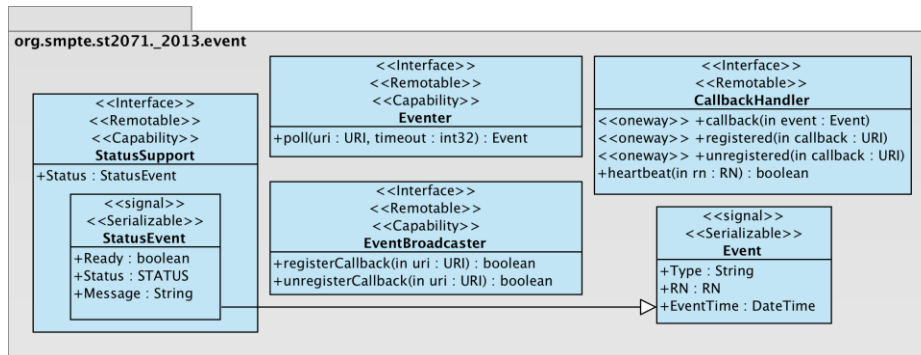 org.smpte.st2071._2013.event
<<Interface>>
<<Remotable>>
<<Capability>>
StatusSupport
+Status : StatusEvent
<<signal>>
<<Serializable>>
StatusEvent
+Ready : boolean
+Status : STATUS
+Message : String
<<Interface>>
<<Remotable>>
<<Capability>>
Eventer
+poll(uri : URI, timeout : int32) : Event
<<Interface>>
<<Remotable>>
<<Capability>>
EventBroadcaster
+registerCallback(in uri : URI) : boolean
+unregisterCallback(in uri : URI) : boolean
<<Interface>>
<<Remotable>>
CallbackHandler
<<oneway>> +callback(in event : Event)
<<oneway>> +registered(in callback : URI)
<<oneway>> +unregistered(in callback : URI)
+heartbeat(in rn : RN) : boolean
<<signal>>
<<Serializable>>
Event
+Type : String
+RN : RN
+EventTime : DateTime